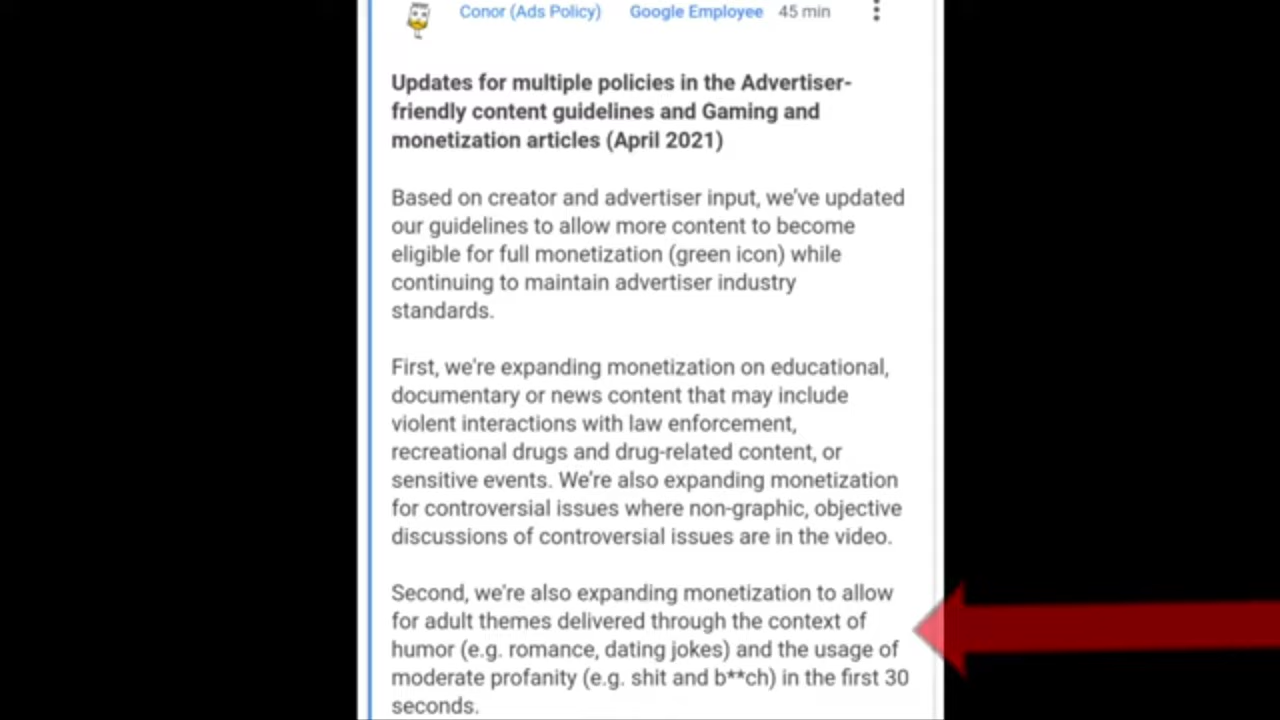 Conor (Ads Policy) Google Employee 45 min
Updates for multiple policies in the Advertiser-
friendly content guidelines and Gaming and
monetization articles (April 2021)
Based on creator and advertiser input, we've updated
our guidelines to allow more content to become
eligible for full monetization (green icon) while
continuing to maintain advertiser industry
standards.
First, we're expanding monetization on educational,
documentary or news content that may include
violent interactions with law enforcement,
recreational drugs and drug-related content, or
sensitive events. We're also expanding monetization
for controversial issues where non-graphic, objective
discussions of controversial issues are in the video.
Second, we're also expanding monetization to allow
for adult themes delivered through the context of
humor (e.g. romance, dating jokes) and the usage of
moderate profanity (e.g. shit and b**ch) in the first 30
seconds.